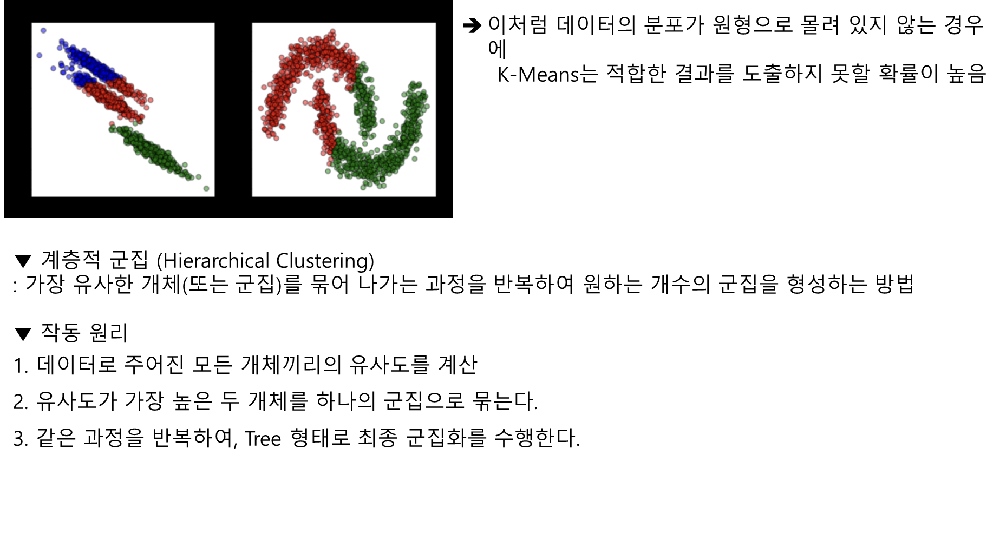 ➔ 이처럼 데이터의 분포가 원형으로 몰려 있지 않는 경우
에
K-Means는 적합한 결과를 도출하지 못할 확률이 높음
▼ 계층적 군집 (Hierarchical Clustering)
: 가장 유사한 개체(또는 군집)를 묶어 나가는 과정을 반복하여 원하는 개수의 군집을 형성하는 방법
▼ 작동 원리
1. 데이터로 주어진 모든 개체끼리의 유사도를 계산
2. 유사도가 가장 높은 두 개체를 하나의 군집으로 묶는다.
3. 같은 과정을 반복하여, Tree 형태로 최종 군집화를 수행한다.